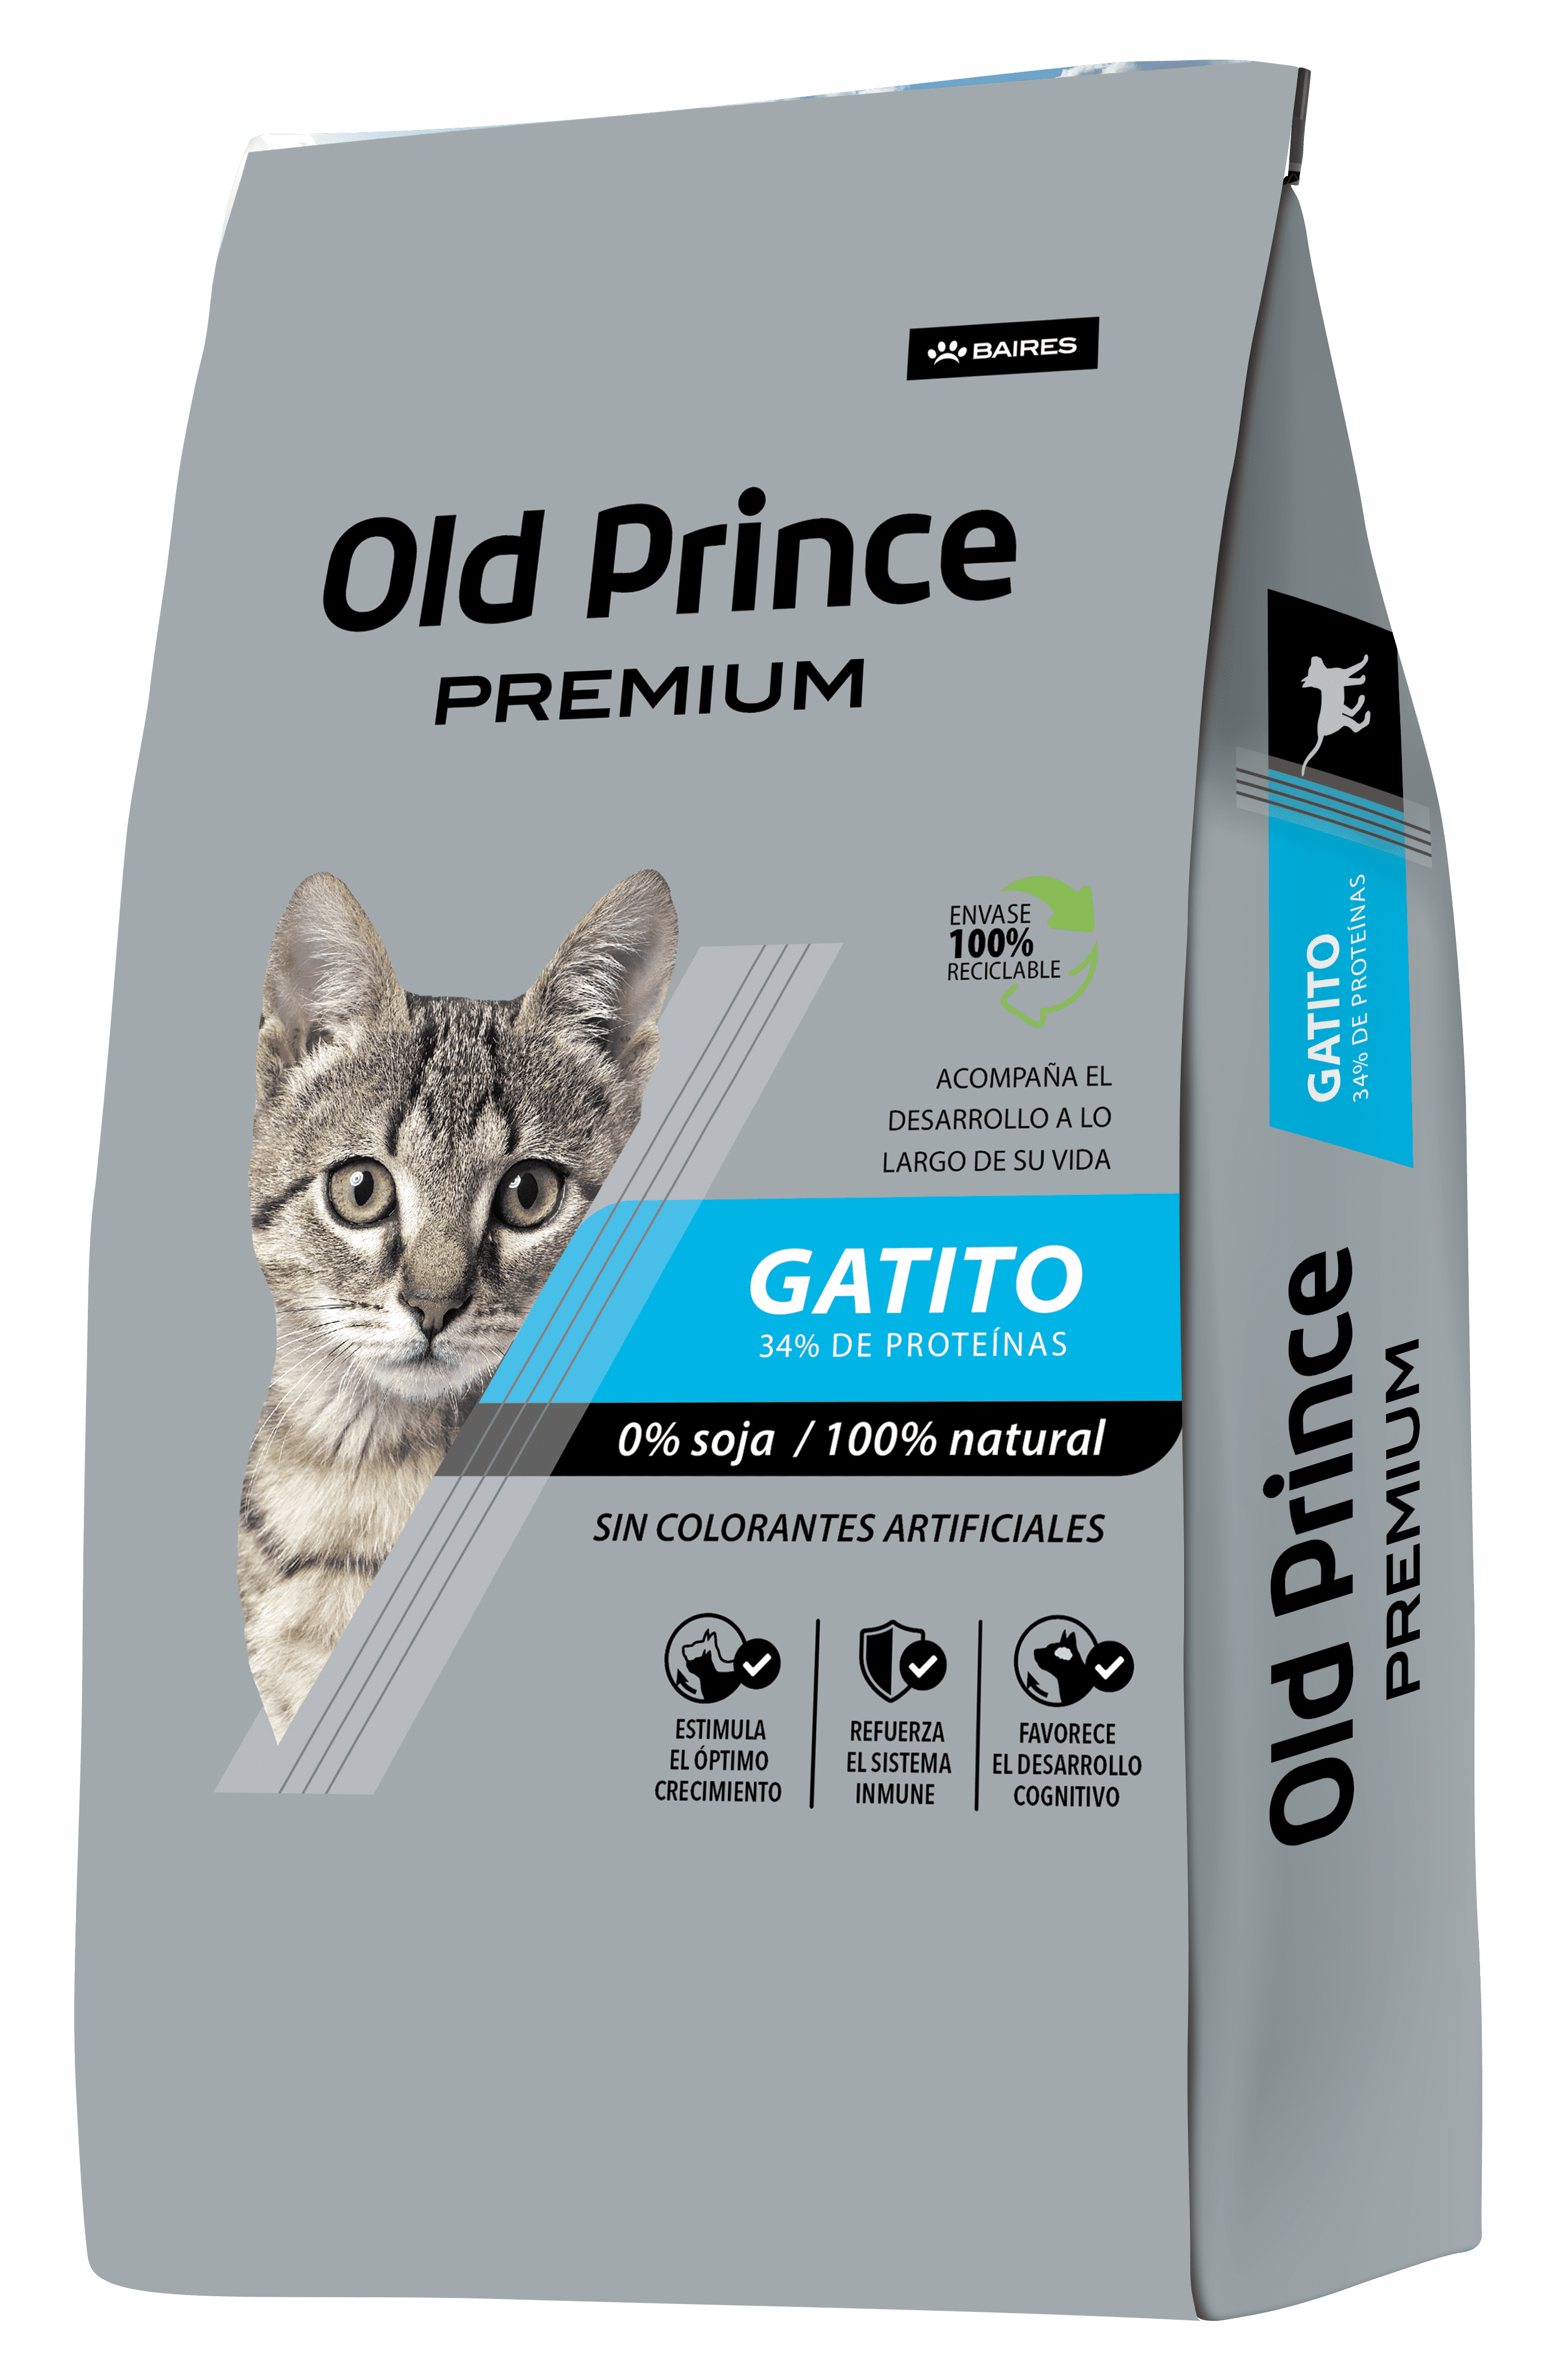 BAIRES
Old Prince
PREMIUM
ENVASE
100%
RECICLABLE
ACOMPAÑA EL
DESARROLLO A LO
LARGO DE SU VIDA
GATITO
34% DE PROTEÍNAS
0% soja / 100% natural
SIN COLORANTES ARTIFICIALES
ESTIMULA
EL ÓPTIMO
CRECIMIENTO
REFUERZA
EL SISTEMA
INMUNE
FAVORECE
EL DESARROLLO
COGNITIVO
GATITO
34% DE PROTEÍNAS
Old Prince
PREMIUM